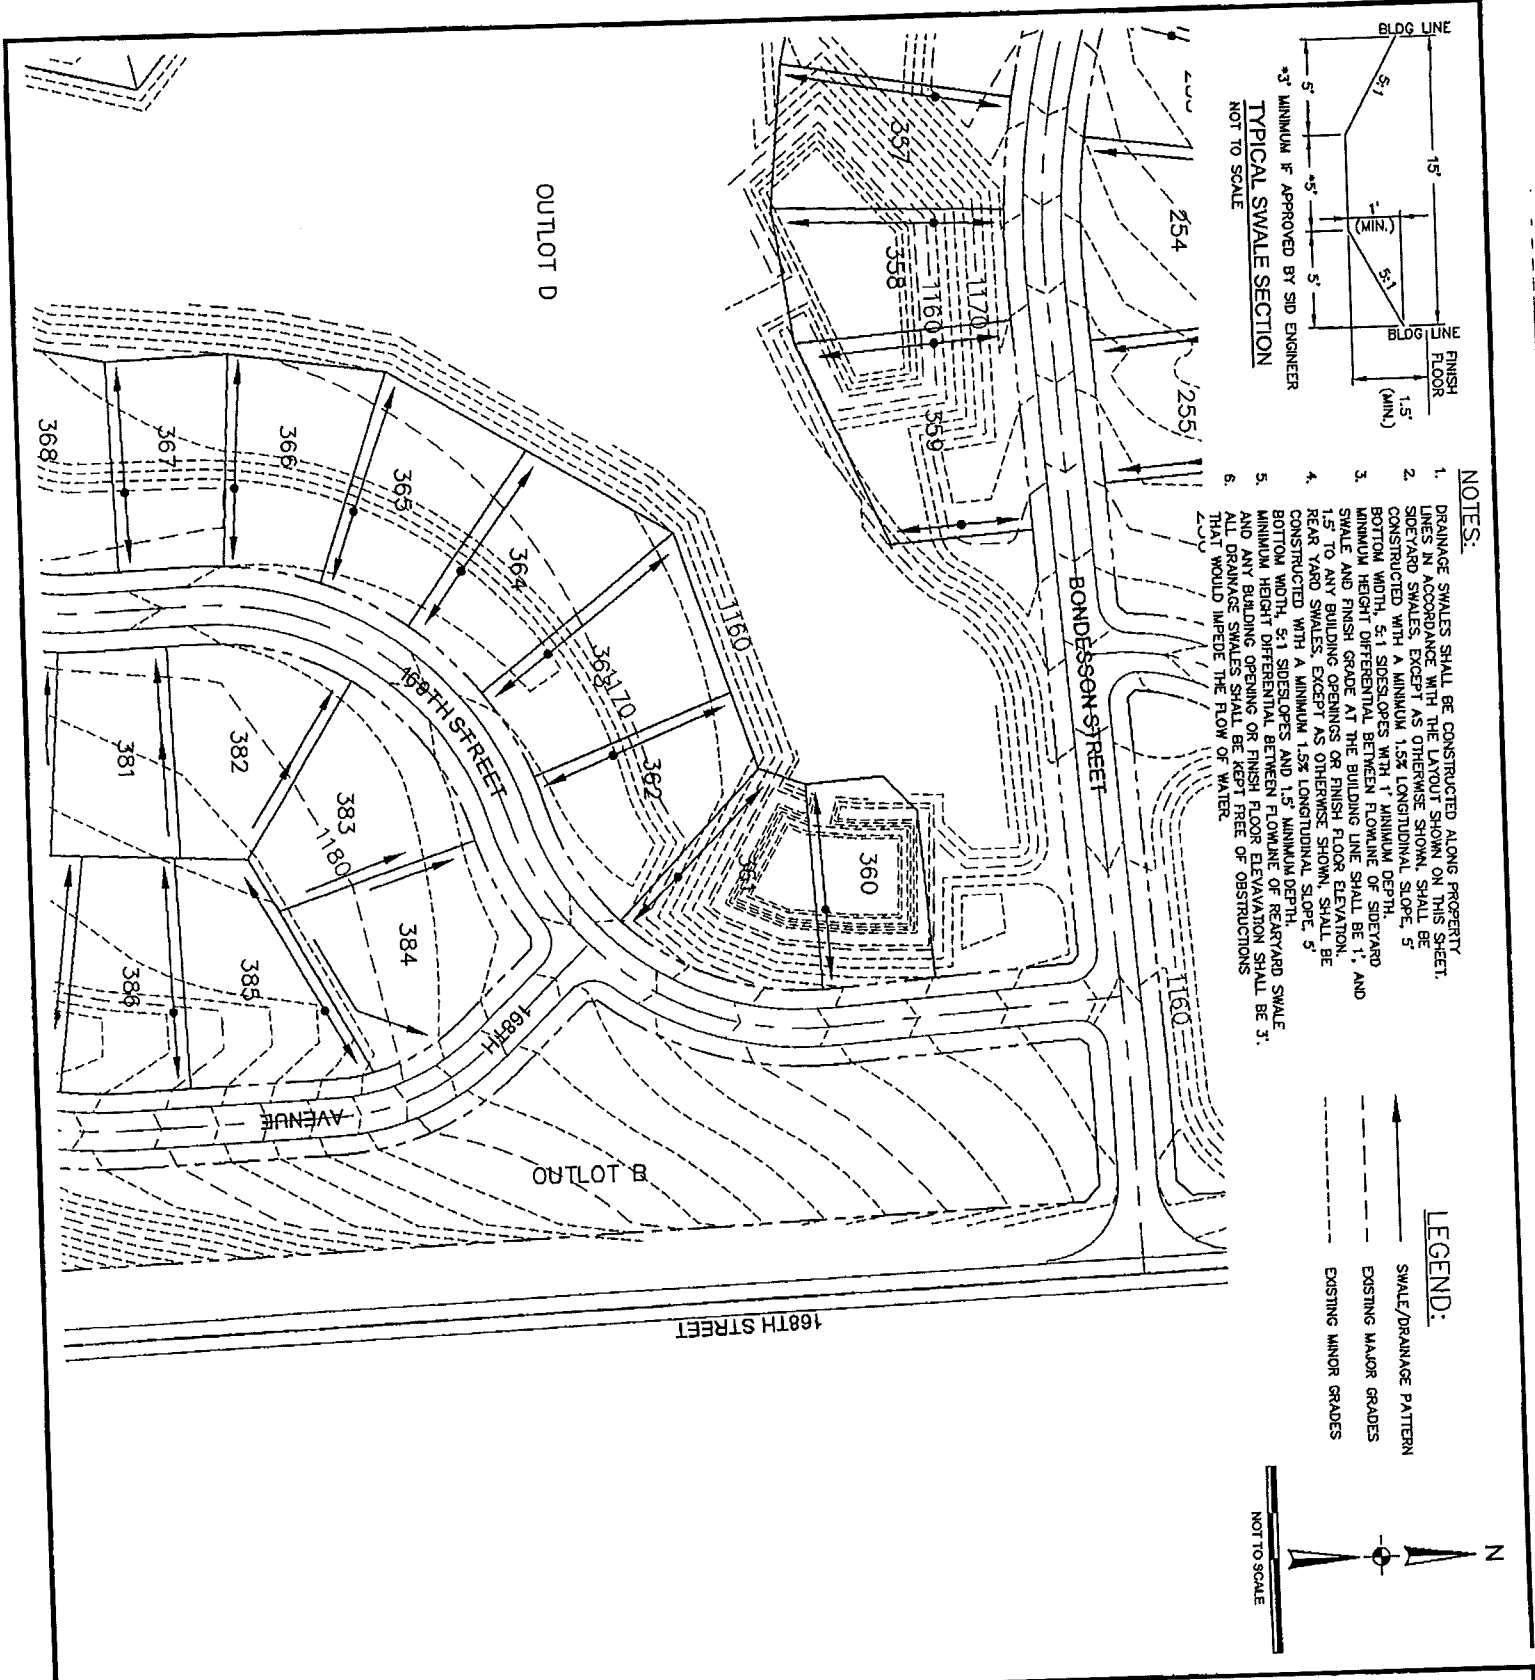 BLDG LINE
15'
5:1
1'
(MIN.)
5:1
BLDG LINE
FINISH
FLOOR
1.5'
(MIN.)
5'
*5'
5'
*3' MINIMUM IF APPROVED BY SID ENGINEER
TYPICAL SWALE SECTION
NOT TO SCALE
NOTES:
1. DRAINAGE SWALES SHALL BE CONSTRUCTED ALONG PROPERTY
LINES IN ACCORDANCE WITH THE LAYOUT SHOWN ON THIS SHEET.
2. SIDEYARD SWALES, EXCEPT AS OTHERWISE SHOWN, SHALL BE
CONSTRUCTED WITH A MINIMUM 1.5% LONGITUDINAL SLOPE, 5'
BOTTOM WIDTH, 5:1 SIDESLOPES WITH 1' MINIMUM DEPTH.
3. MINIMUM HEIGHT DIFFERENTIAL BETWEEN FLOWLINE OF SIDEYARD
SWALE AND FINISH GRADE AT THE BUILDING LINE SHALL BE 1', AND
1.5' TO ANY BUILDING OPENINGS OR FINISH FLOOR ELEVATION.
4. REAR YARD SWALES, EXCEPT AS OTHERWISE SHOWN, SHALL BE
CONSTRUCTED WITH A MINIMUM 1.5% LONGITUDINAL SLOPE, 5'
BOTTOM WIDTH, 5:1 SIDESLOPES AND 1.5' MINIMUM DEPTH.
5. MINIMUM HEIGHT DIFFERENTIAL BETWEEN FLOWLINE OF REARYARD SWALE
AND ANY BUILDING OPENING OR FINISH FLOOR ELEVAVATION SHALL BE 3'.
6. ALL DRAINAGE SWALES SHALL BE KEPT FREE OF OBSTRUCTIONS
THAT WOULD IMPEDE THE FLOW OF WATER.
LEGEND:
SWALE/DRAINAGE PATTERN
EXISTING MAJOR GRADES
EXISTING MINOR GRADES
N
NOT TO SCALE
254
255
1160
BONDESSON STREET
357
358
359
1170
1160
360
361
OUTLOT D
1160
362
363
1170
364
365
366
367
368
169TH STREET
381
382
383
1180
384
385
386
168TH
AVENUE
OUTLOT B
168TH STREET